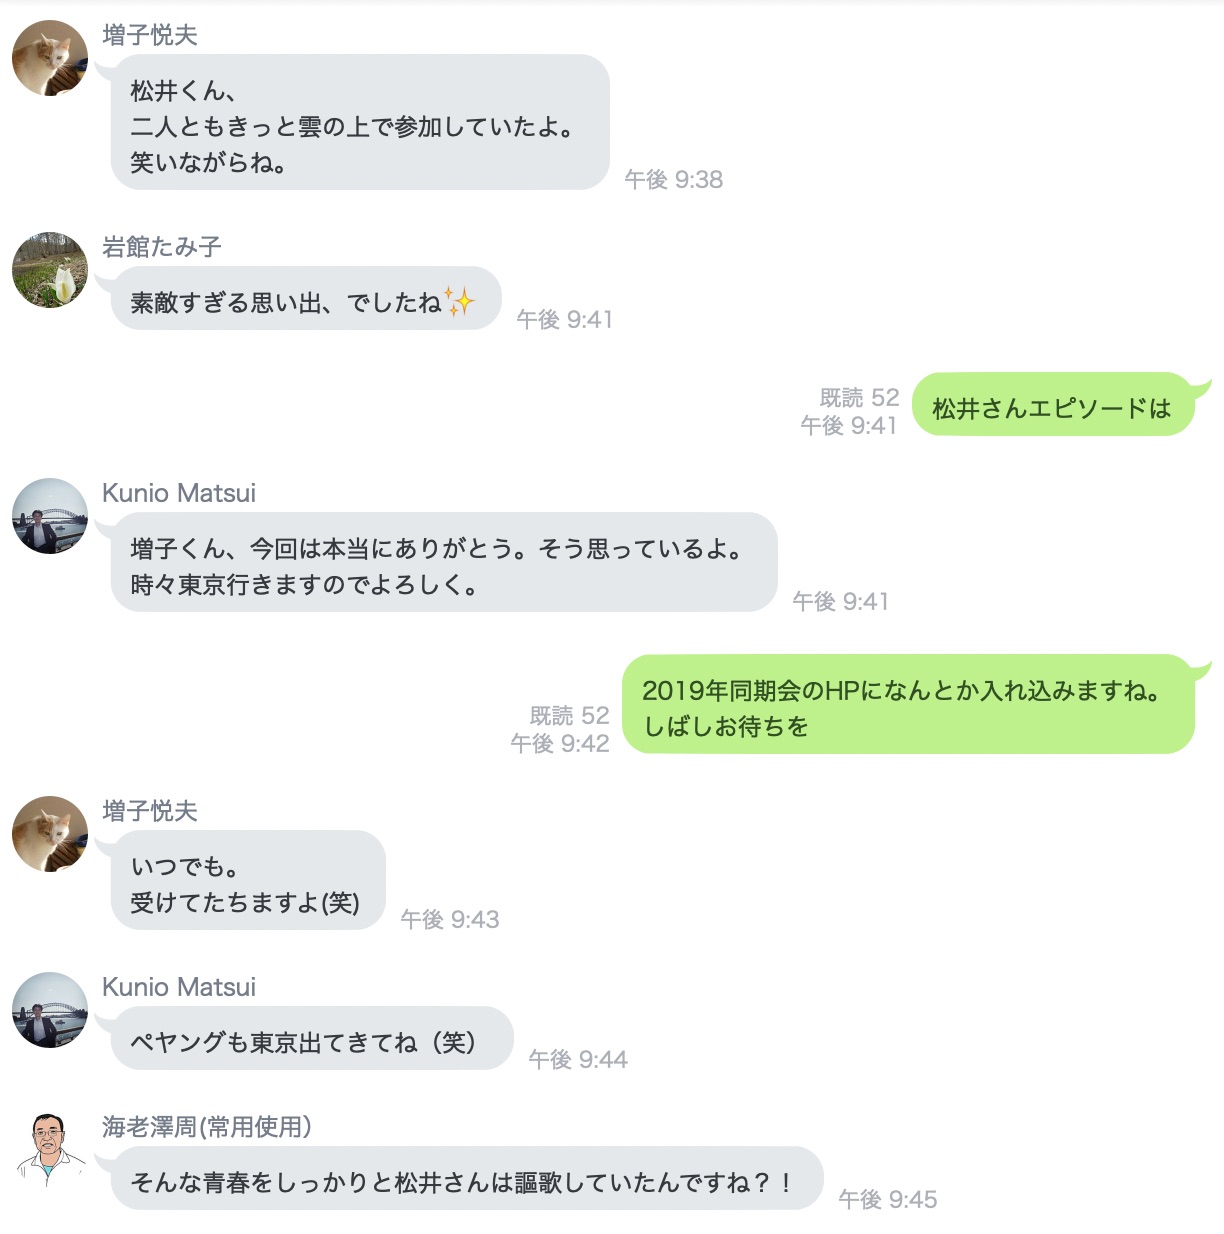 増子悦夫
松井くん、
二人ともきっと雲の上で参加していたよ。
笑いながらね。
午後 9:38
岩館たみ子
素敵すぎる思い出、でしたね✨
午後 9:41
既読 52
午後 9:41
松井さんエピソードは
Kunio Matsui
増子くん、今回は本当にありがとう。そう思っているよ。
時々東京行きますのでよろしく。
午後 9:41
2019年同期会のHPになんとか入れ込みますね。
しばしお待ちを
既読 52
午後 9:42
増子悦夫
いつでも。
受けてたちますよ(笑)
午後 9:43
Kunio Matsui
ペヤングも東京出てきてね（笑）
午後 9:44
海老澤周(常用使用）
そんな青春をしっかりと松井さんは謳歌していたんですね？！
午後 9:45